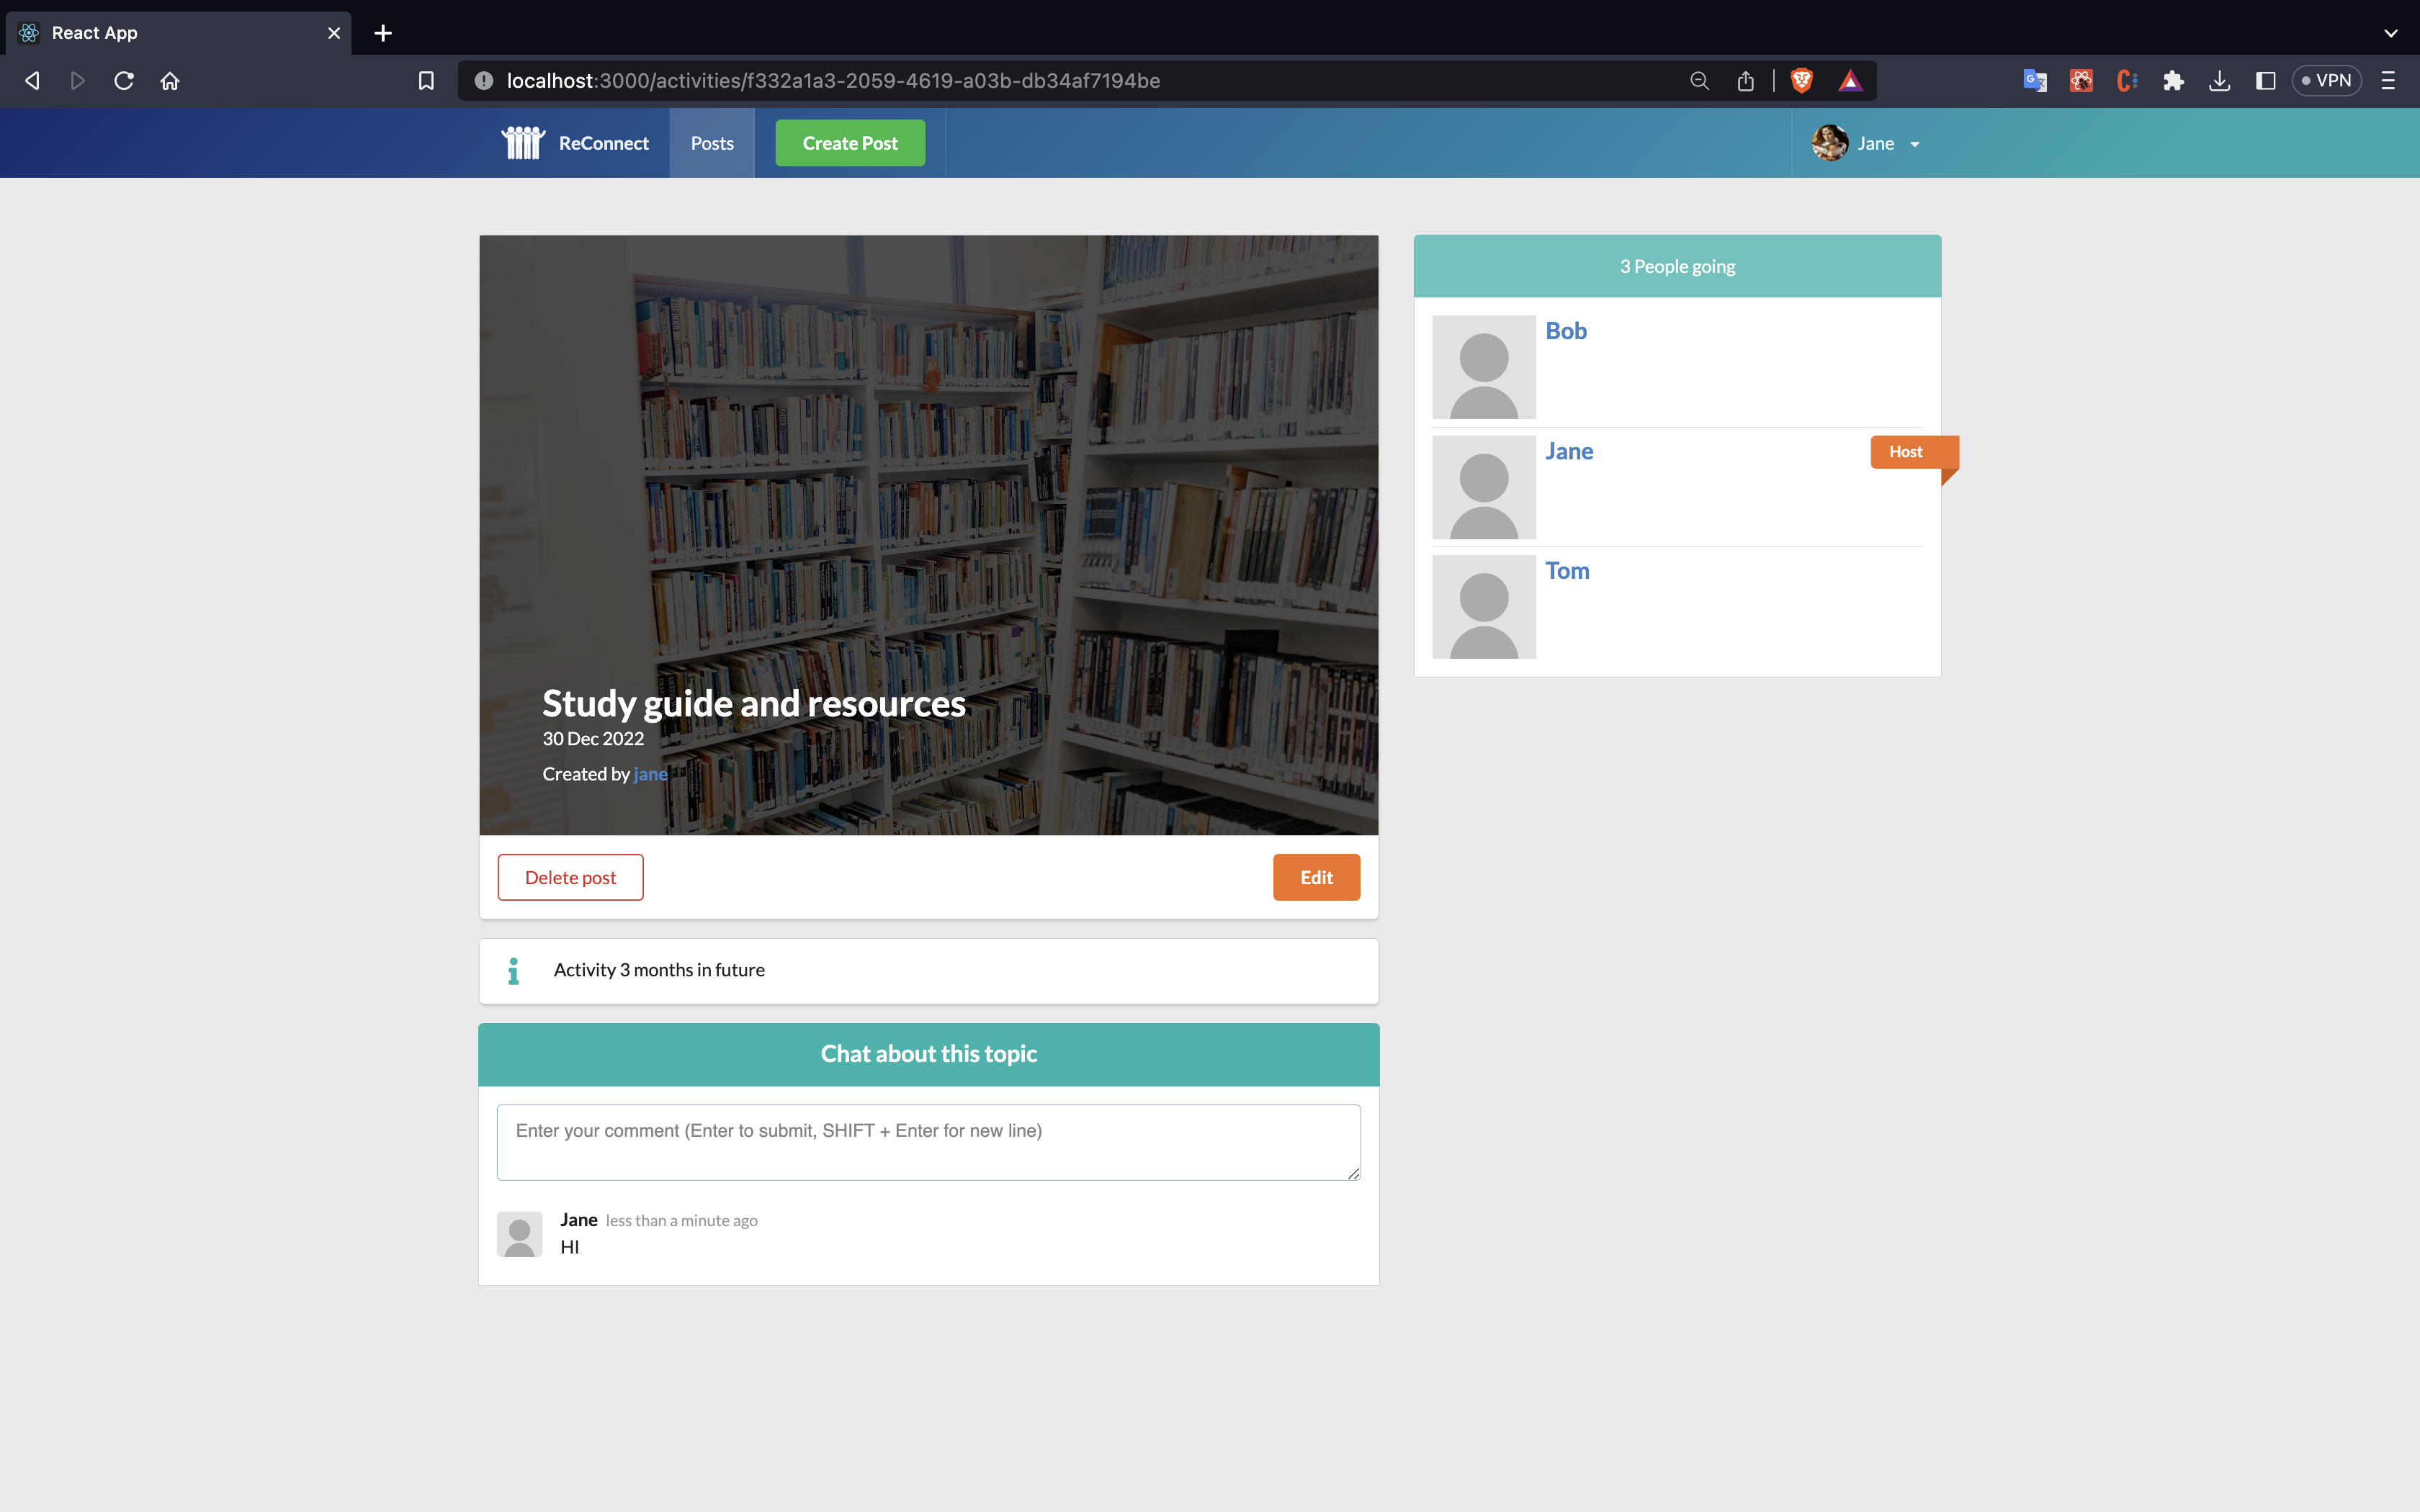 React App
localhost:3000/activities/f332a1a3-2059-4619-a03b-db34af7194be
VPN
ReConnect
Posts
Create Post
Jane
Study guide and resources
30 Dec 2022
Created by jane
Delete post
Edit
Activity 3 months in future
Chat about this topic
Enter your comment (Enter to submit, SHIFT + Enter for new line)
Jane less than a minute ago
HI
3 People going
Bob
Jane
Host
Tom